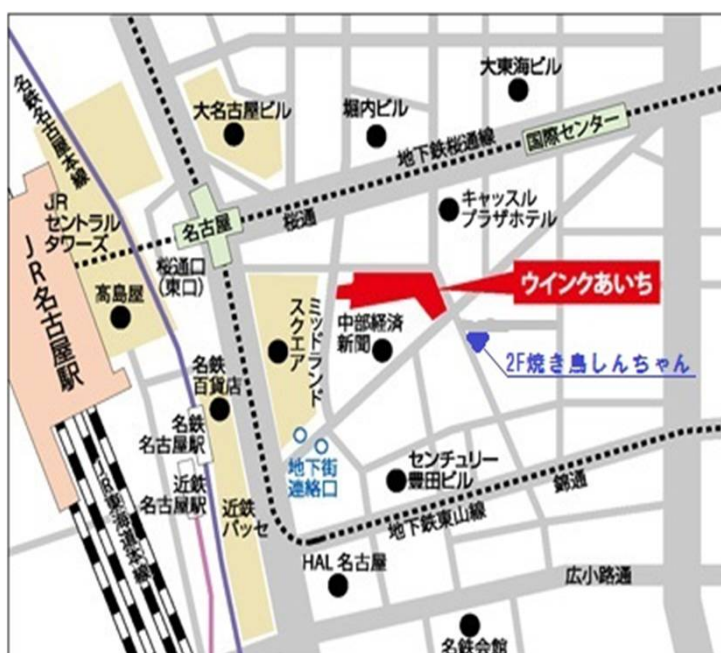 大東海ビル
大名古屋ビル
堀内ビル
国際センター
地下鉄桜通線
名鉄名古屋本線
JR
セントラル
タワーズ
名古屋
桜通
キャッスル
プラザホテル
桜通口
(東口)
JR名古屋駅
高島屋
ミッドランド
スクエア
ウインクあいち
中部経済
新聞
2F焼き鳥しんちゃん
名鉄
百貨店
名鉄
名古屋駅
近鉄
名古屋駅
地下街
連絡口
センチュリー
豊田ビル
錦通
近鉄
パッセ
地下鉄東山線
JR東海道本線
HAL 名古屋
広小路通
名鉄会館